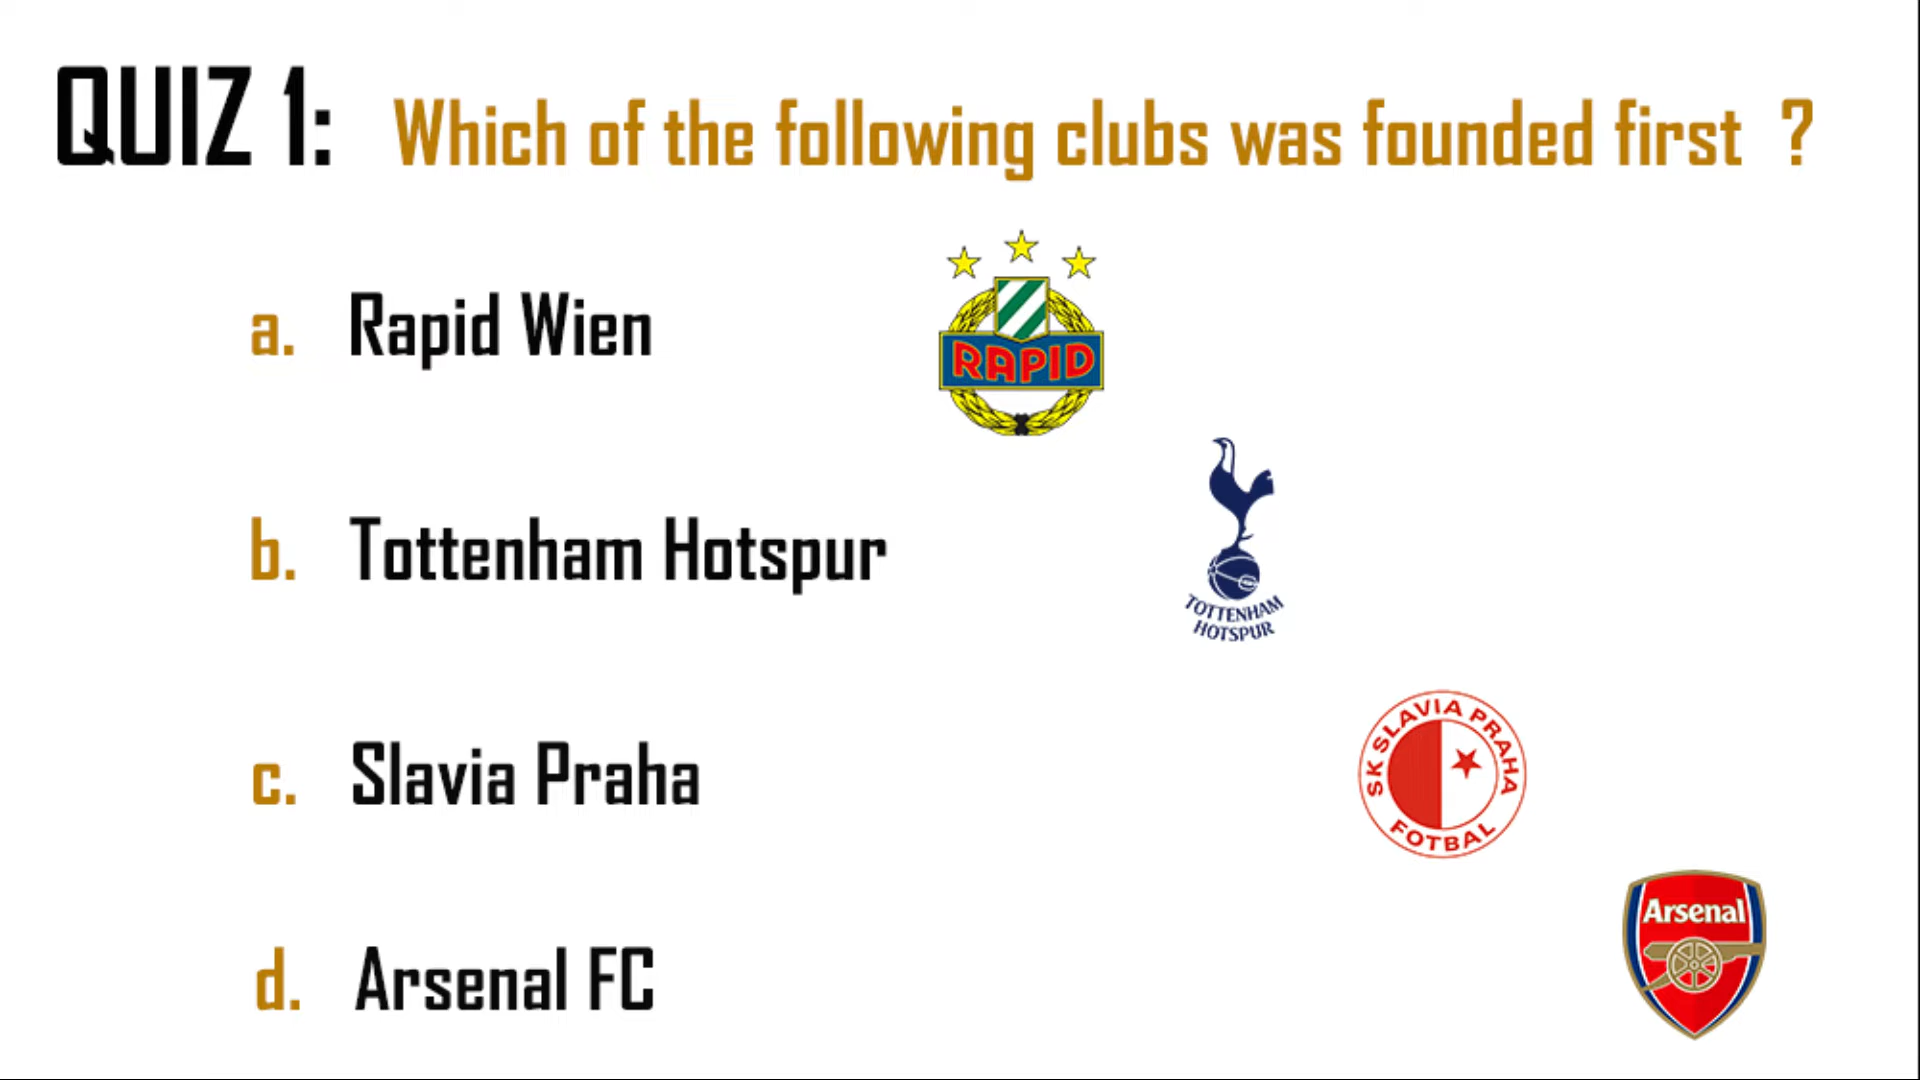 QUIZ 1: Which of the following clubs was founded first ?
a. Rapid Wien
RAPID
b. Tottenham Hotspur
TOTTENHAM
HOTSPUR
c. Slavia Praha
SK SLAVIA PRAHA
FOTBAL
d. Arsenal FC
Arsenal